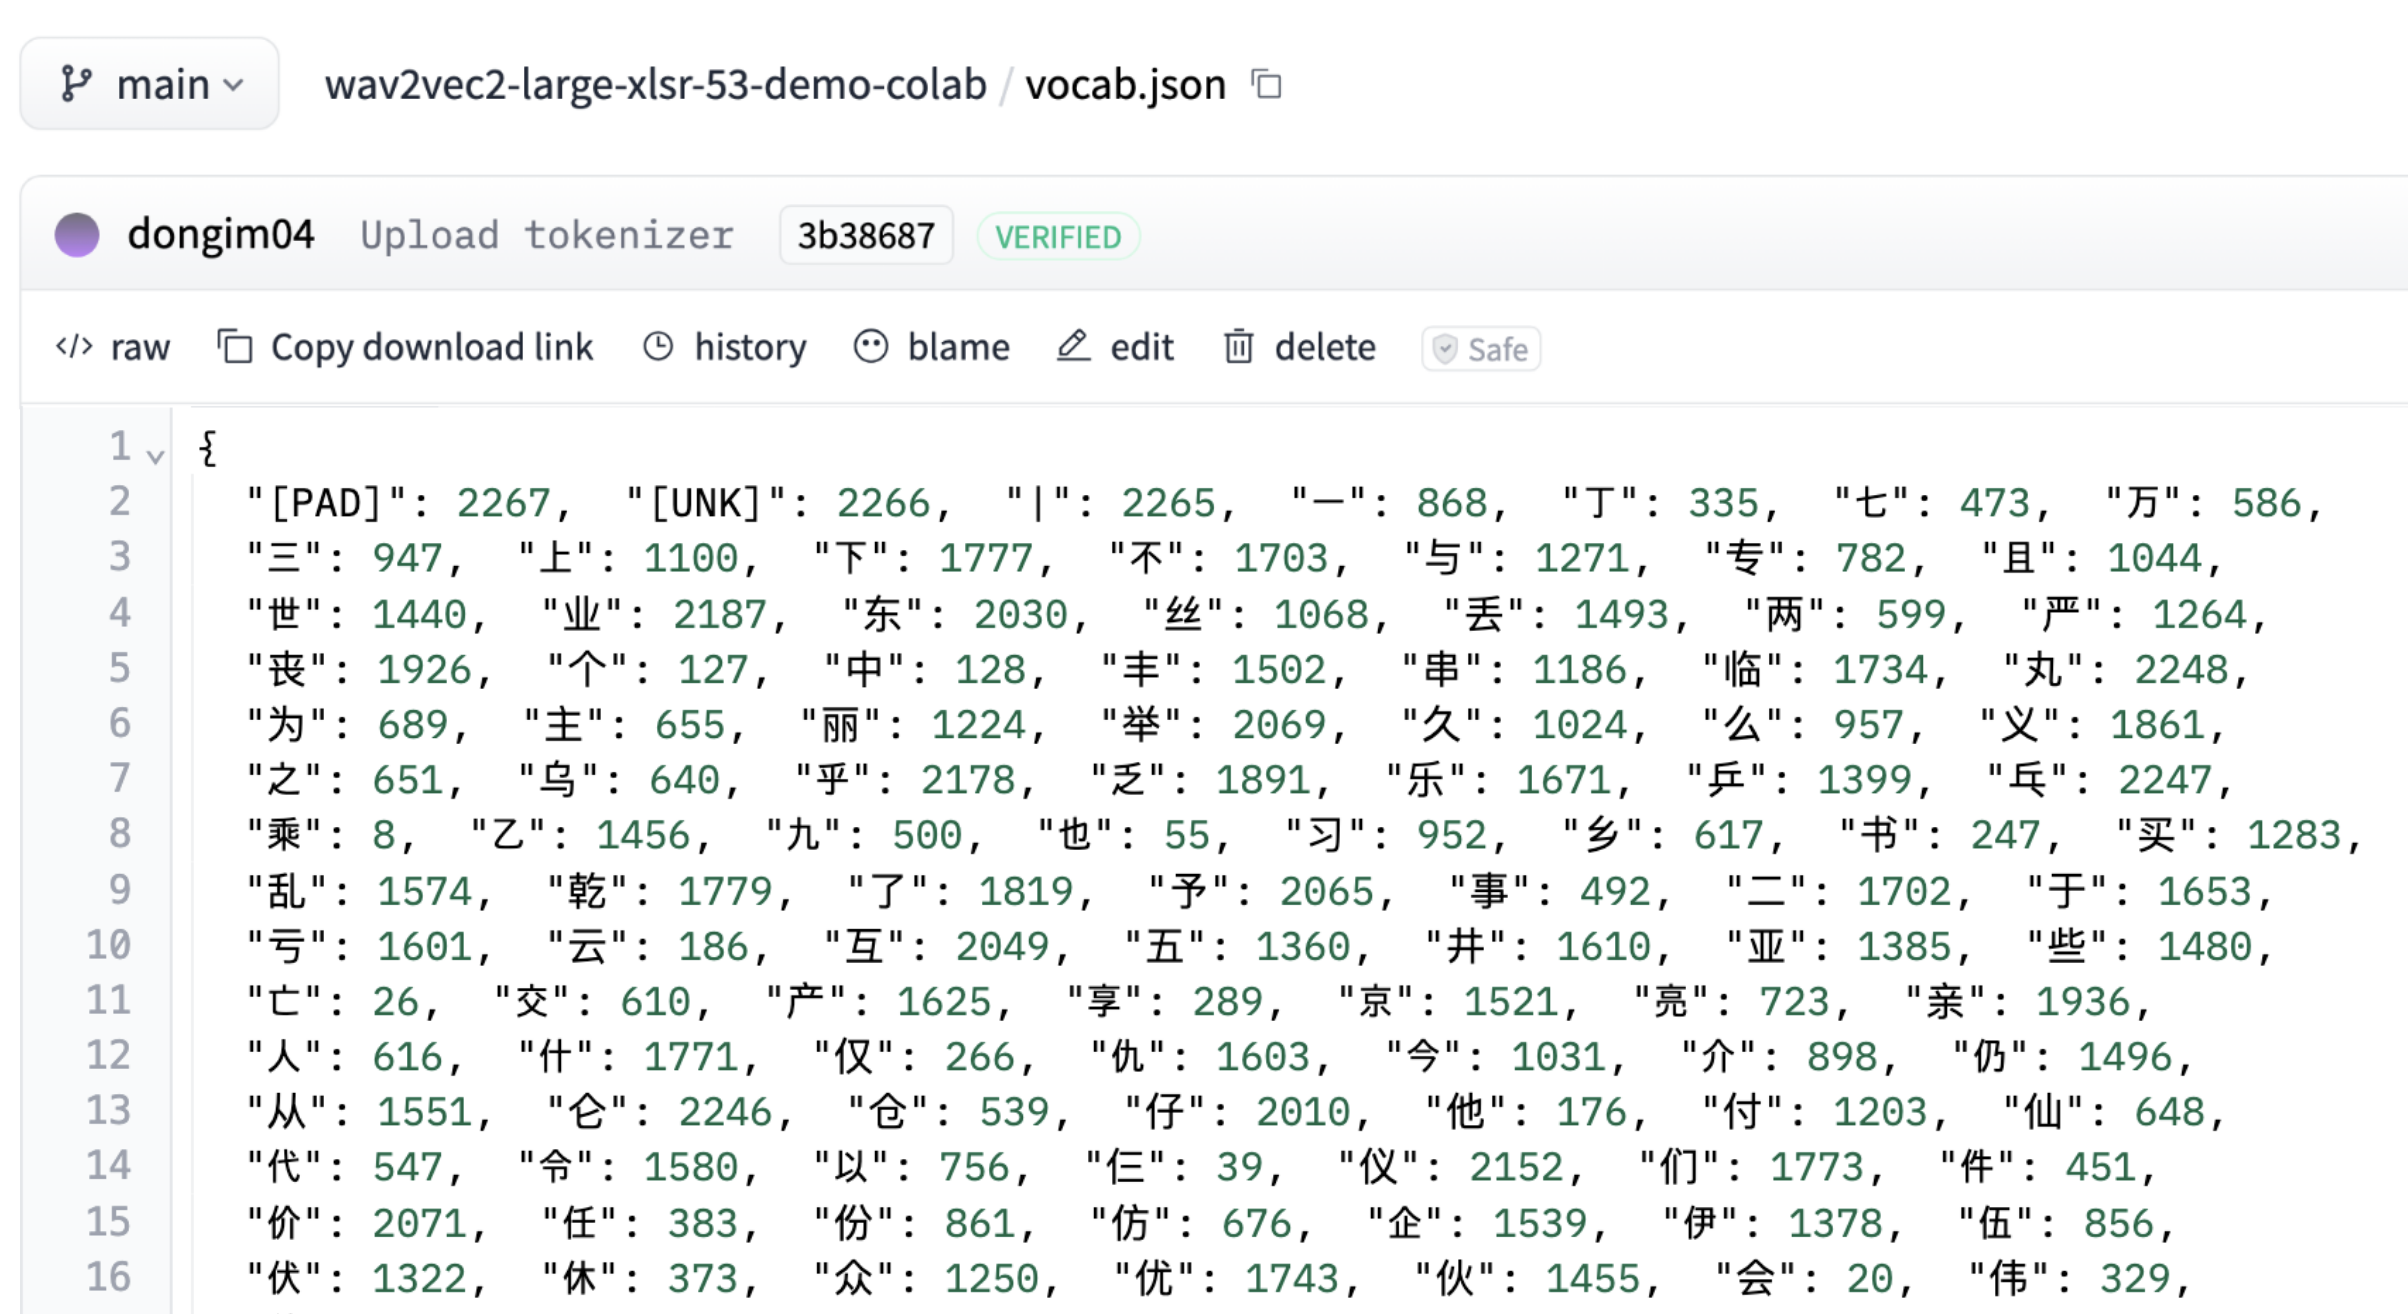 main wav2vec2-large-xlsr-53-demo-colab / vocab.json
dongim04 Upload tokenizer 3b38687 VERIFIED
</> raw Copy download link history blame edit delete Safe
1 {
2 "[PAD]": 2267, "[UNK]": 2266, "|": 2265, "一": 868, "丁": 335, "七": 473, "万": 586,
3 "三": 947, "上": 1100, "下": 1777, "不": 1703, "与": 1271, "专": 782, "且": 1044,
4 "世": 1440, "业": 2187, "东": 2030, "丝": 1068, "丢": 1493, "两": 599, "严": 1264,
5 "丧": 1926, "个": 127, "中": 128, "丰": 1502, "串": 1186, "临": 1734, "丸": 2248,
6 "为": 689, "主": 655, "丽": 1224, "举": 2069, "久": 1024, "么": 957, "义": 1861,
7 "之": 651, "乌": 640, "乎": 2178, "乏": 1891, "乐": 1671, "乒": 1399, "乓": 2247,
8 "乘": 8, "乙": 1456, "九": 500, "也": 55, "习": 952, "乡": 617, "书": 247, "买": 1283,
9 "乱": 1574, "乾": 1779, "了": 1819, "予": 2065, "事": 492, "二": 1702, "于": 1653,
10 "亏": 1601, "云": 186, "互": 2049, "五": 1360, "井": 1610, "亚": 1385, "些": 1480,
11 "亡": 26, "交": 610, "产": 1625, "享": 289, "京": 1521, "亮": 723, "亲": 1936,
12 "人": 616, "什": 1771, "仅": 266, "仇": 1603, "今": 1031, "介": 898, "仍": 1496,
13 "从": 1551, "仑": 2246, "仓": 539, "仔": 2010, "他": 176, "付": 1203, "仙": 648,
14 "代": 547, "令": 1580, "以": 756, "仨": 39, "仪": 2152, "们": 1773, "件": 451,
15 "价": 2071, "任": 383, "份": 861, "仿": 676, "企": 1539, "伊": 1378, "伍": 856,
16 "伏": 1322, "休": 373, "众": 1250, "优": 1743, "伙": 1455, "会": 20, "伟": 329,